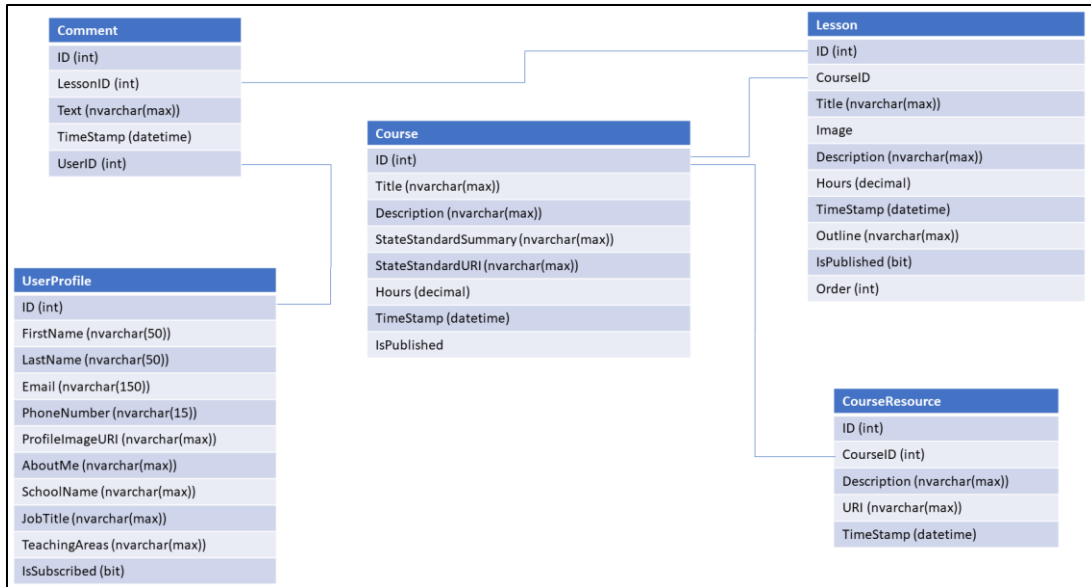 Comment
ID (int)
LessonID (int)
Text (nvarchar(max))
TimeStamp (datetime)
UserID (int)
UserProfile
ID (int)
FirstName (nvarchar(50))
LastName (nvarchar(50))
Email (nvarchar(150))
PhoneNumber (nvarchar(15))
ProfileImageURI (nvarchar(max))
AboutMe (nvarchar(max))
SchoolName (nvarchar(max))
JobTitle (nvarchar(max))
TeachingAreas (nvarchar(max))
IsSubscribed (bit)
Course
ID (int)
Title (nvarchar(max))
Description (nvarchar(max))
StateStandardSummary (nvarchar(max))
StateStandardURI (nvarchar(max))
Hours (decimal)
TimeStamp (datetime)
IsPublished
Lesson
ID (int)
CourseID
Title (nvarchar(max))
Image
Description (nvarchar(max))
Hours (decimal)
TimeStamp (datetime)
Outline (nvarchar(max))
IsPublished (bit)
Order (int)
CourseResource
ID (int)
CourseID (int)
Description (nvarchar(max))
URI (nvarchar(max))
TimeStamp (datetime)